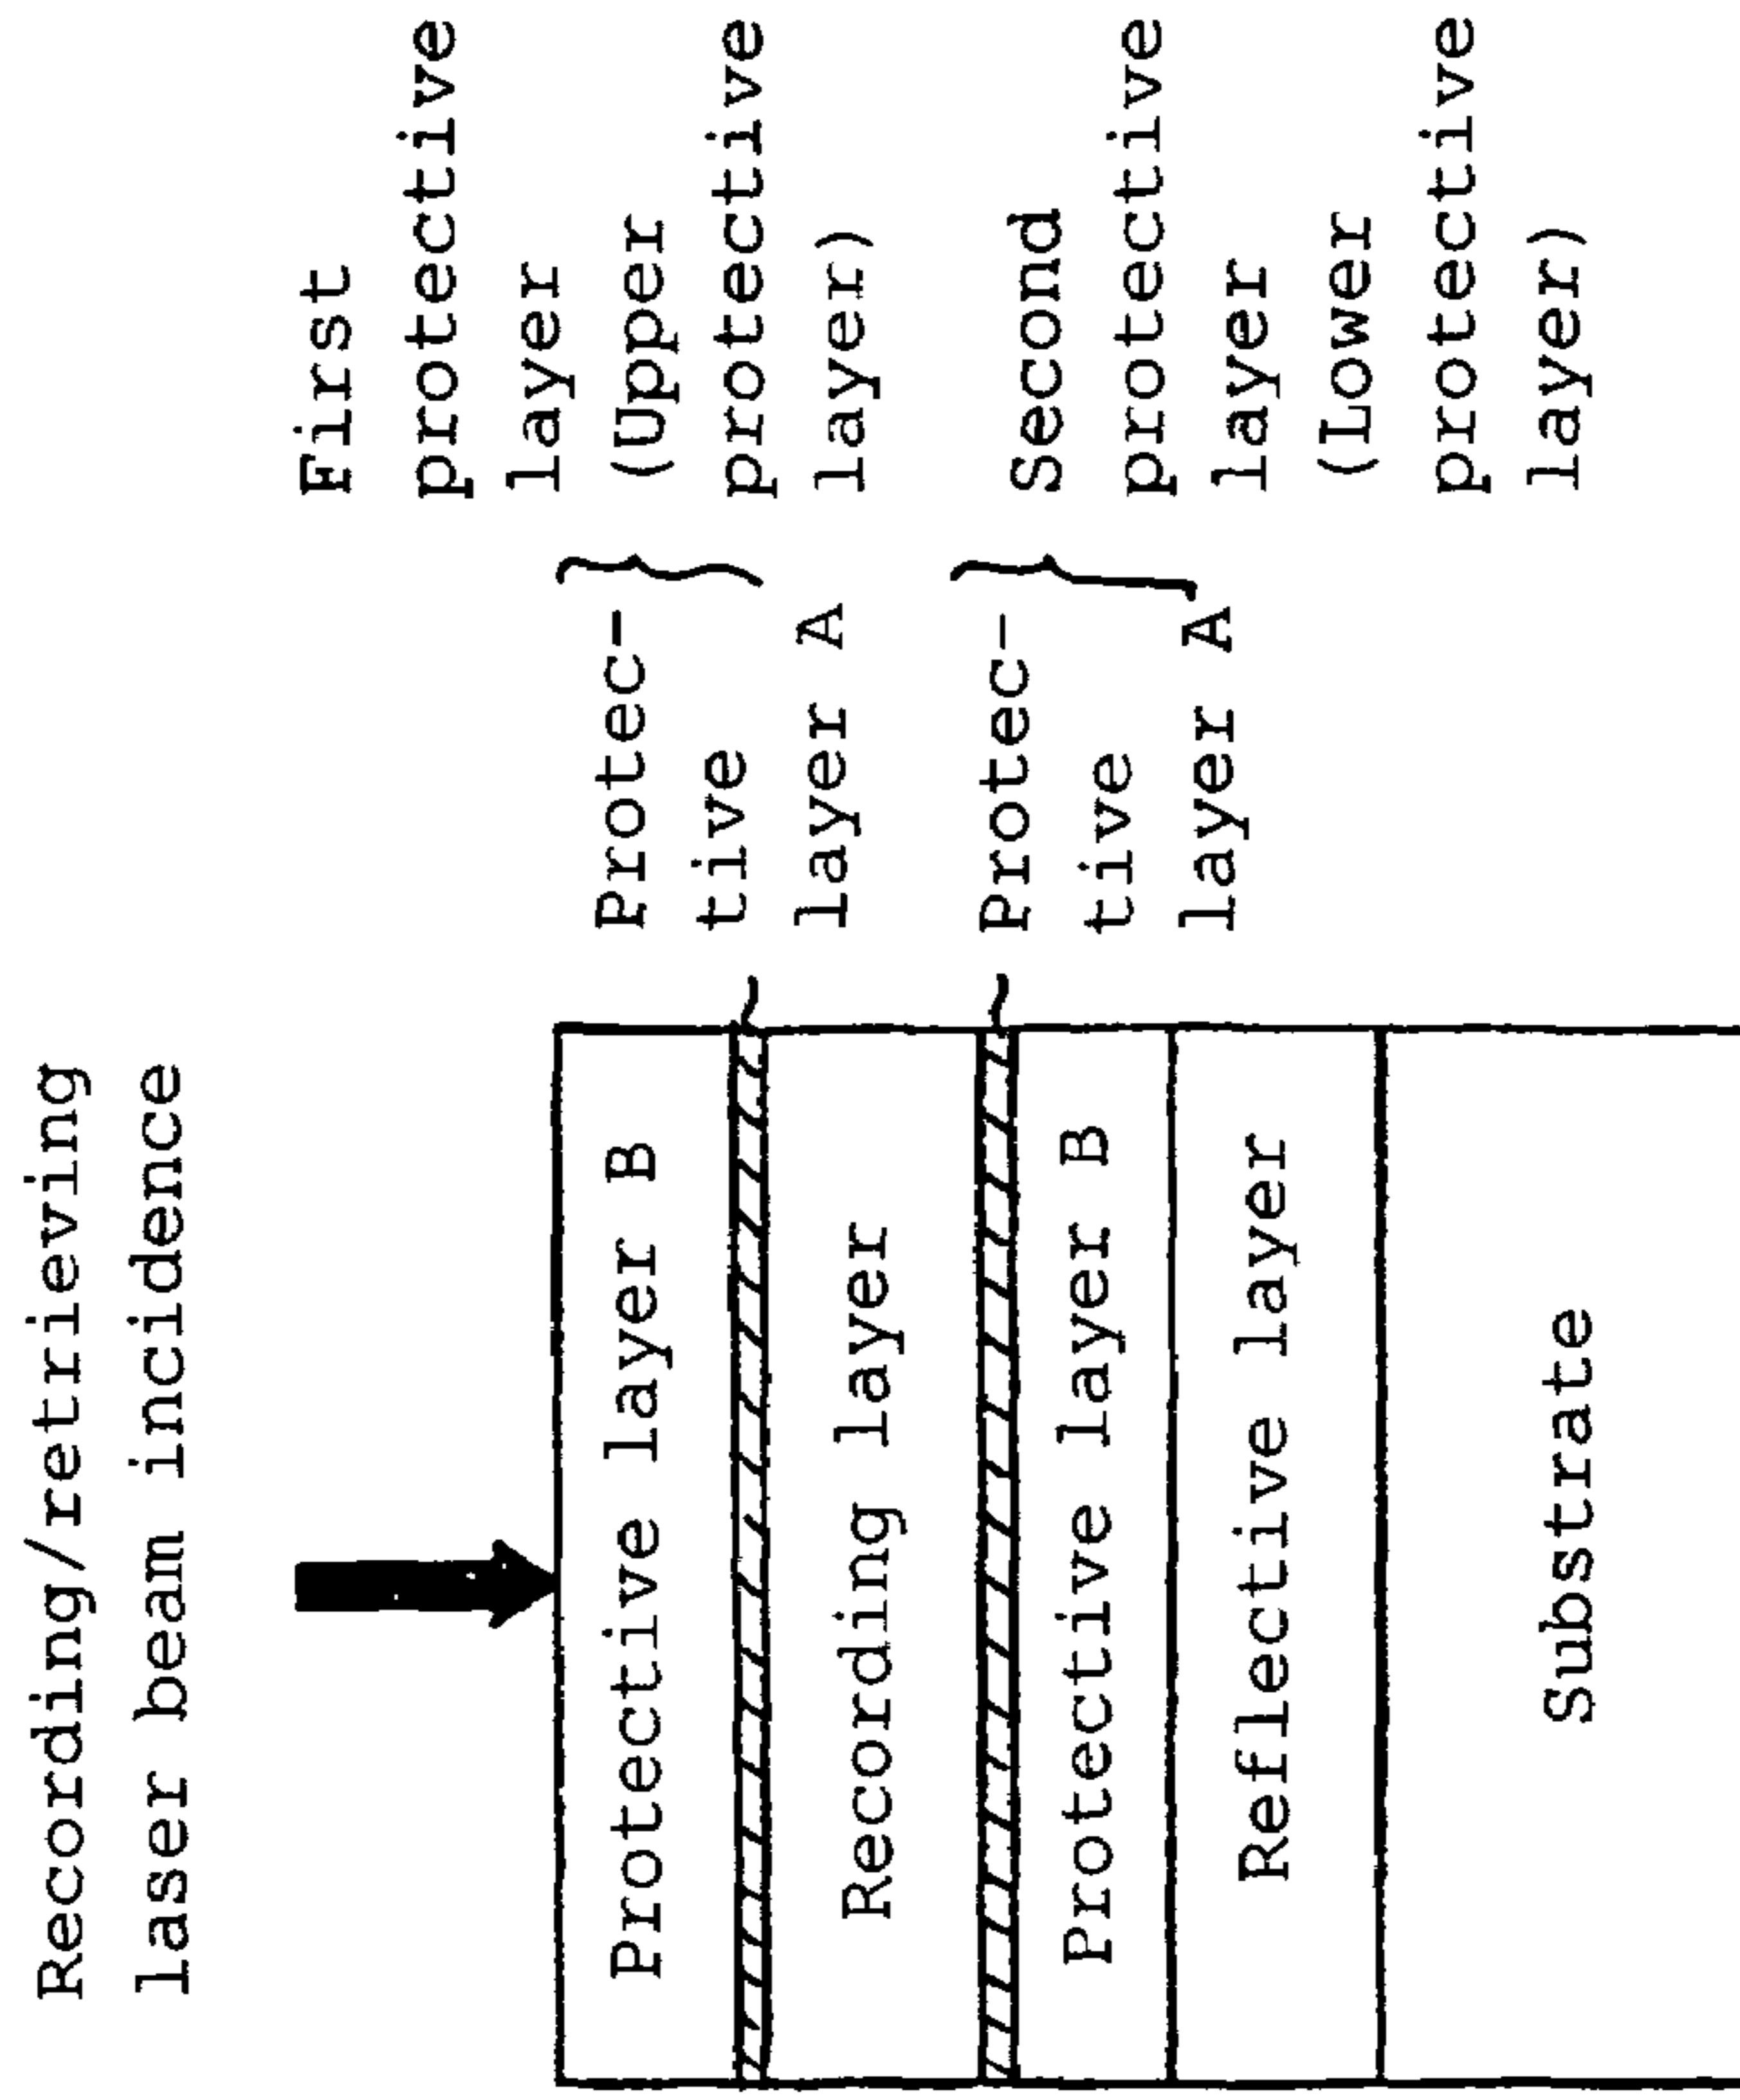 Recording/retrieving
laser beam incidence
First
protective
layer
(Upper
protective
layer)
Protec-
tive
layer A
Protective layer B
Recording layer
Second
protective
layer
(Lower
protective
layer)
Protec-
tive
layer A
Protective layer B
Reflective layer
Substrate